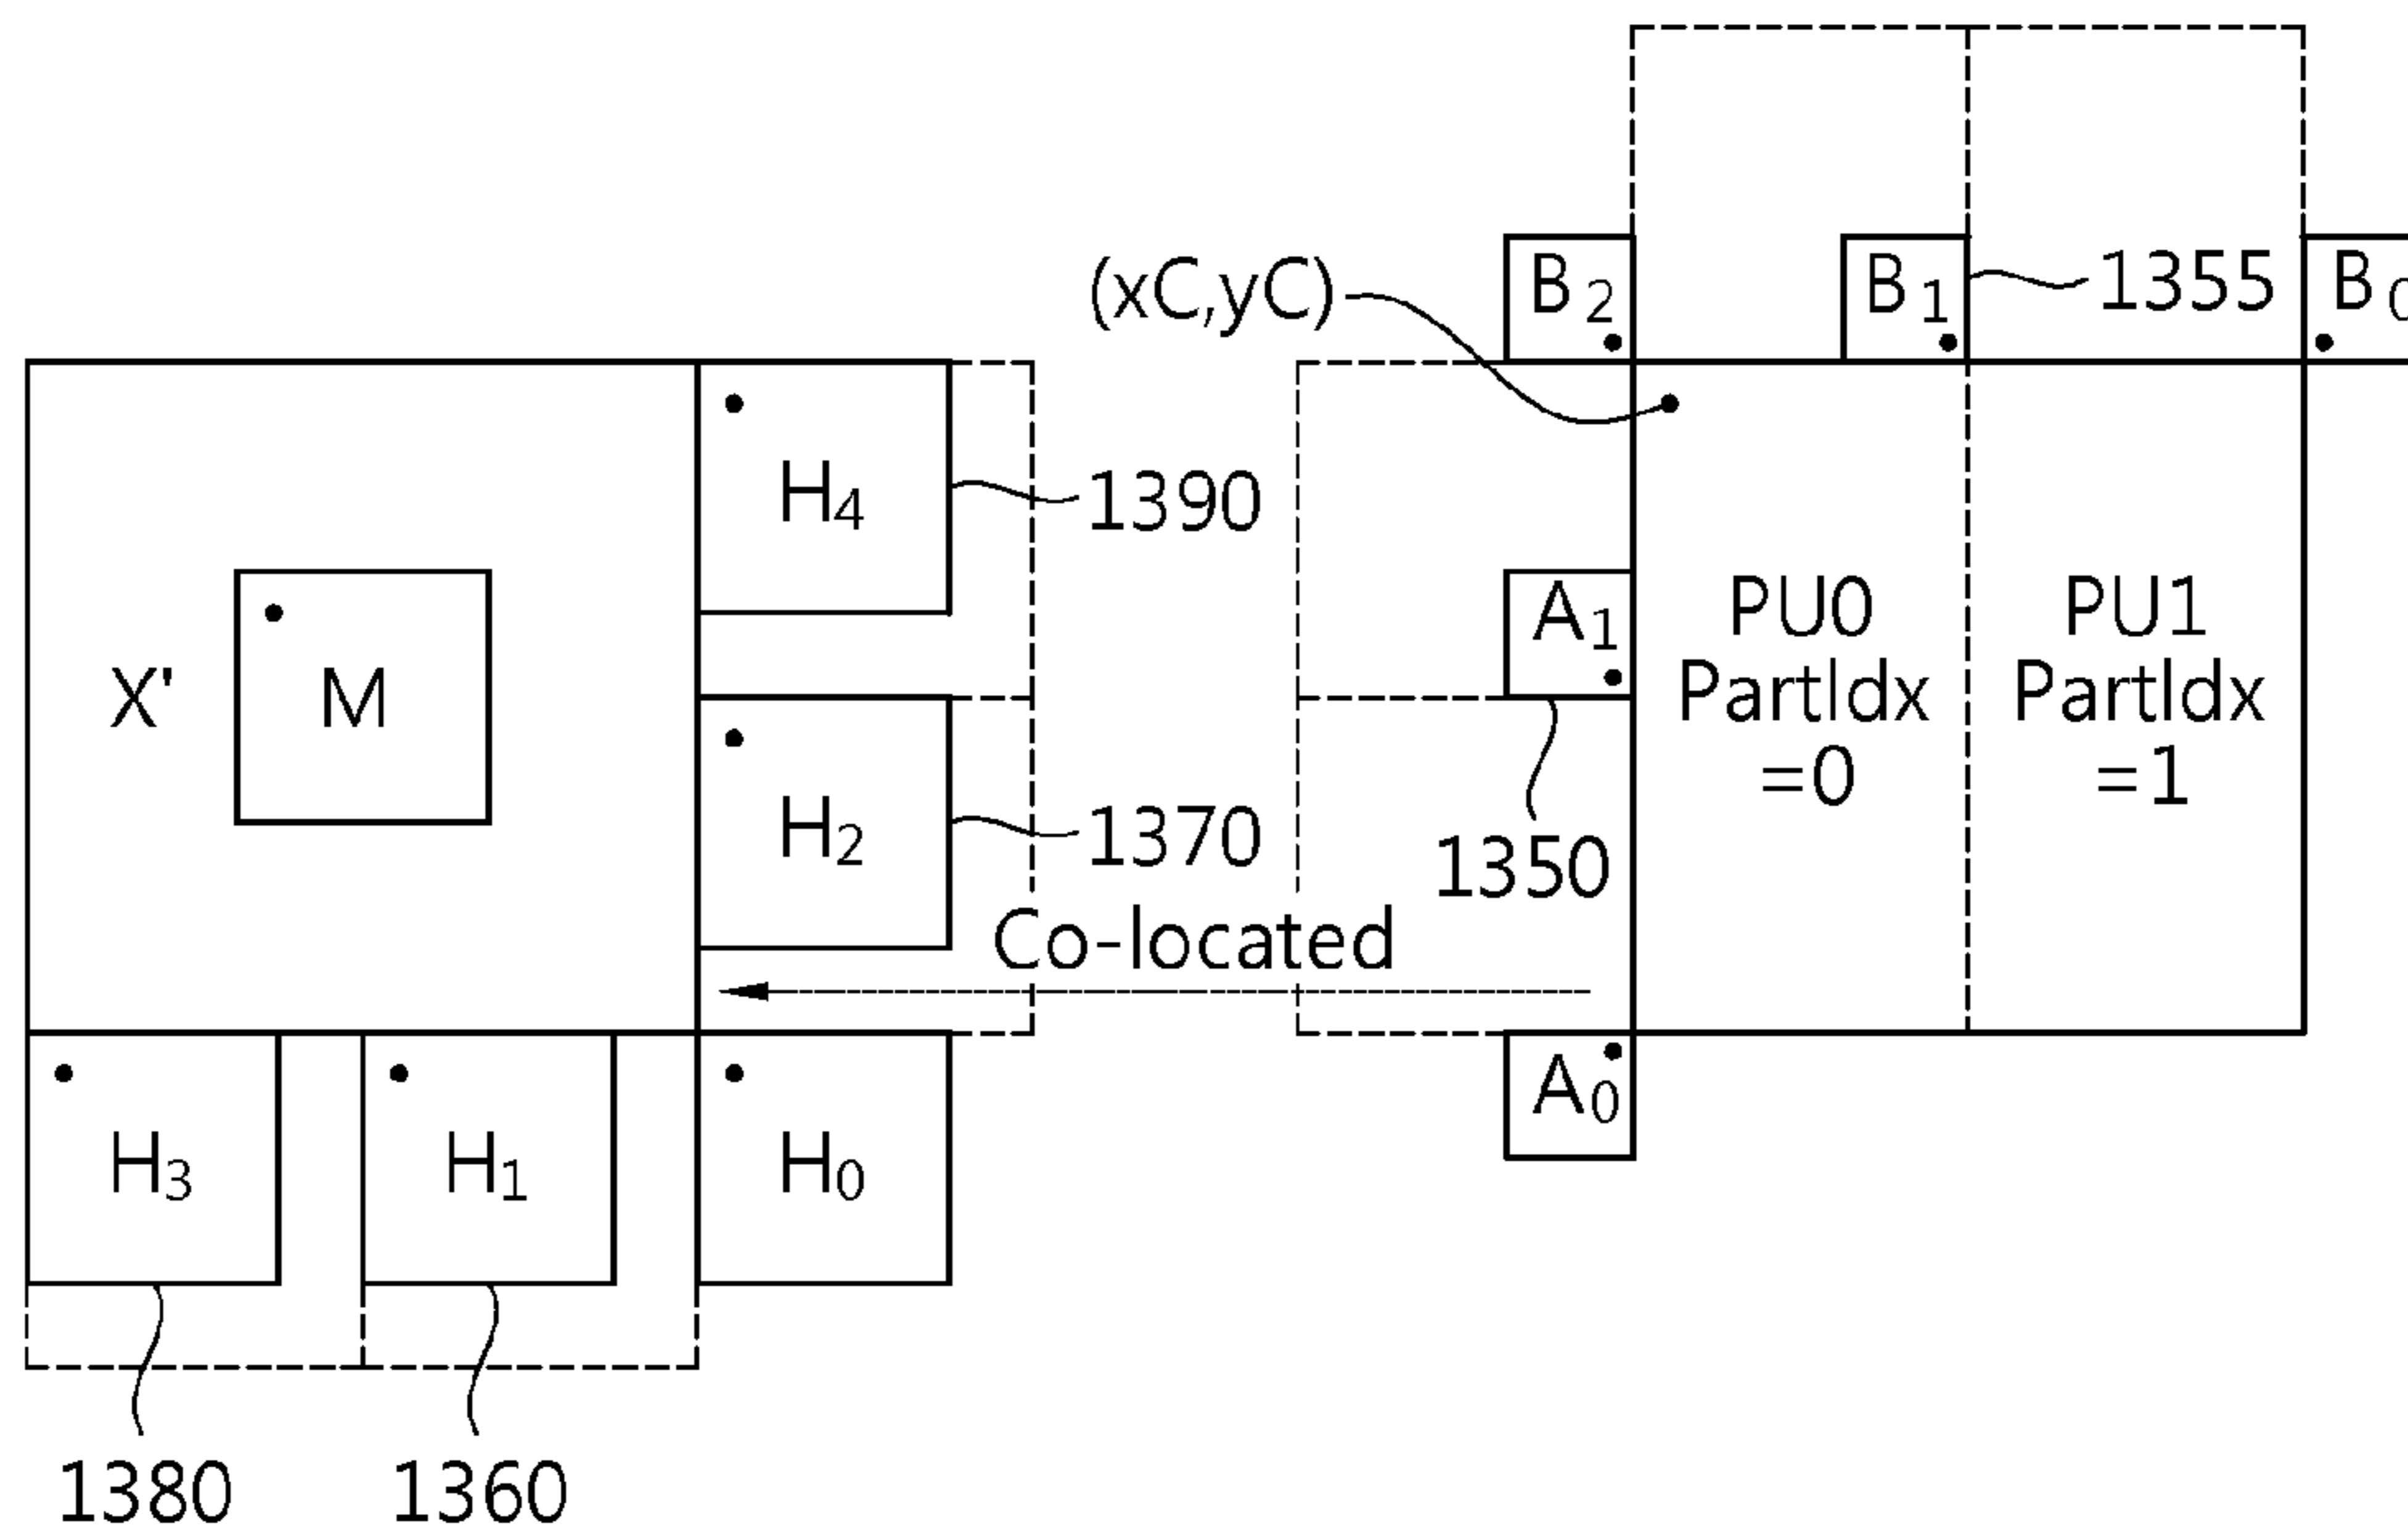 B2
B1
1355
B0
(xC,yC)
H4
1390
A1
PU0
PartIdx
=0
PU1
PartIdx
=1
X'
M
H2
1370
1350
Co-located
A0
H3
H1
H0
1380
1360